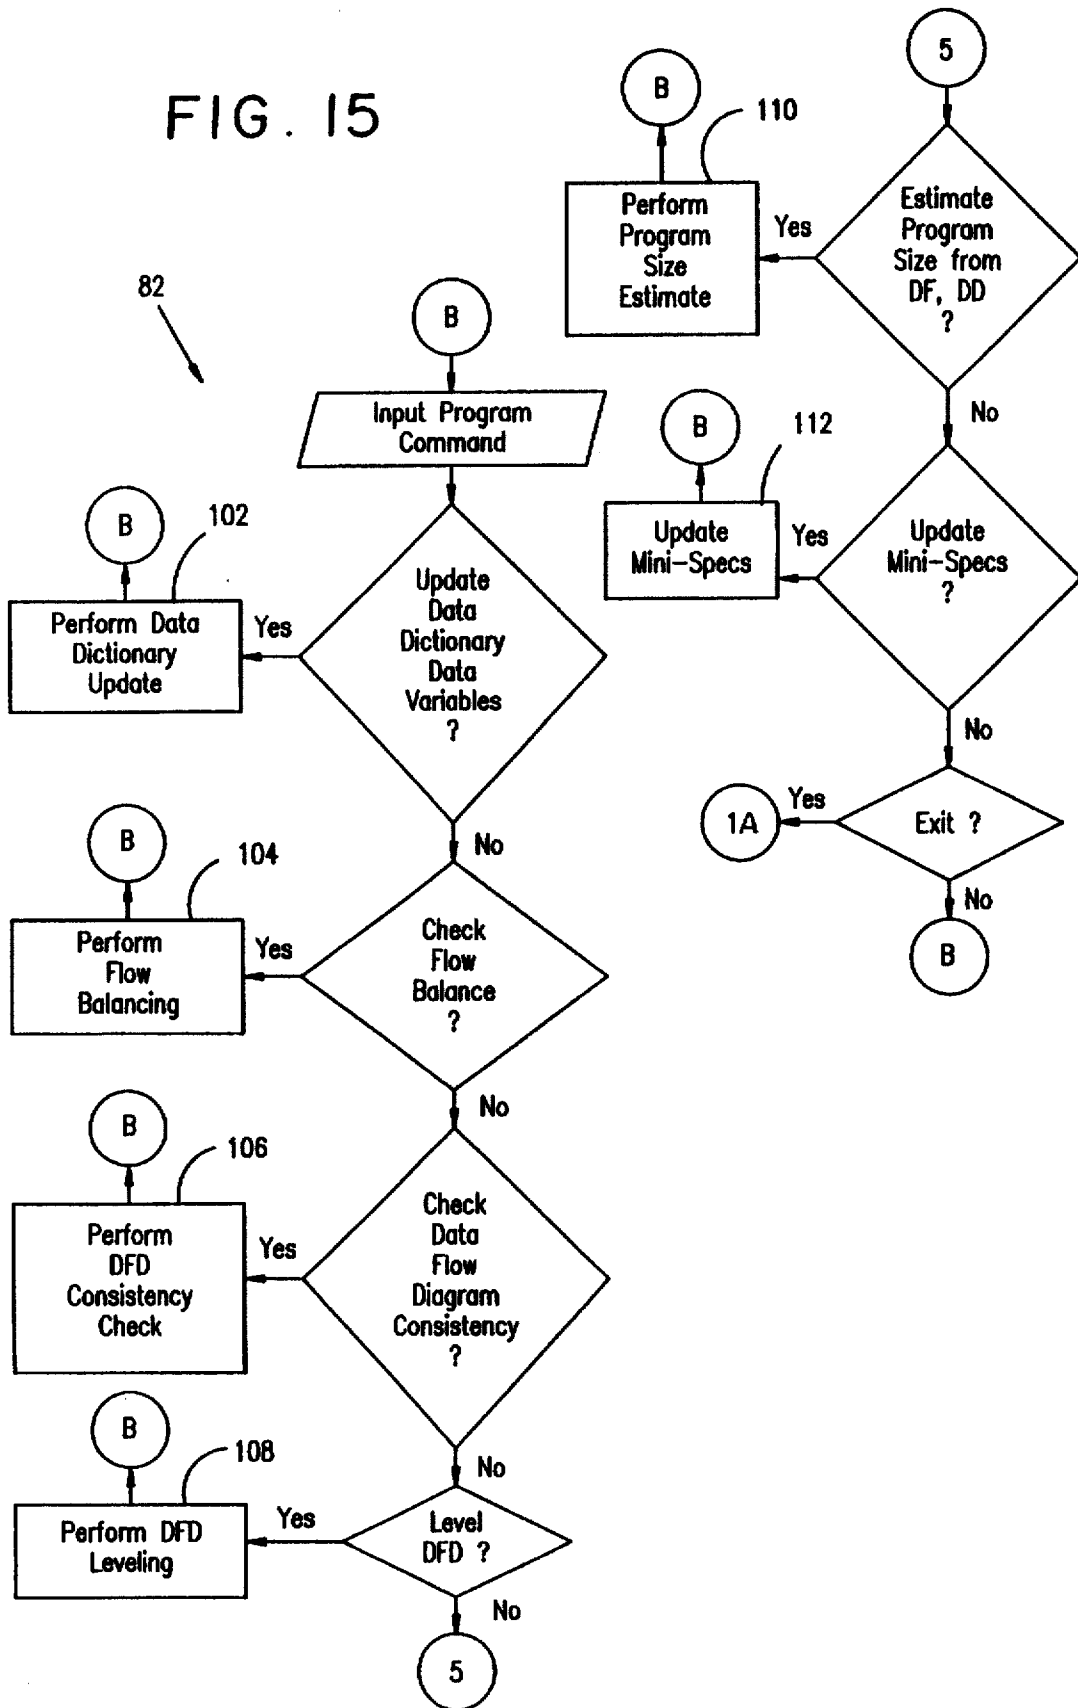 FIG. 15
82
B
Input Program
Command
Update
Data
Dictionary
Data
Variables
?
Yes
102
B
Perform Data
Dictionary
Update
No
Check
Flow
Balance
?
Yes
104
B
Perform
Flow
Balancing
No
Check
Data
Flow
Diagram
Consistency
?
Yes
106
B
Perform
DFD
Consistency
Check
No
Level
DFD ?
Yes
108
B
Perform DFD
Leveling
No
5
5
Estimate
Program
Size from
DF, DD
?
Yes
110
B
Perform
Program
Size
Estimate
No
Update
Mini-Specs
?
Yes
112
B
Update
Mini-Specs
No
Exit ?
Yes
1A
No
B